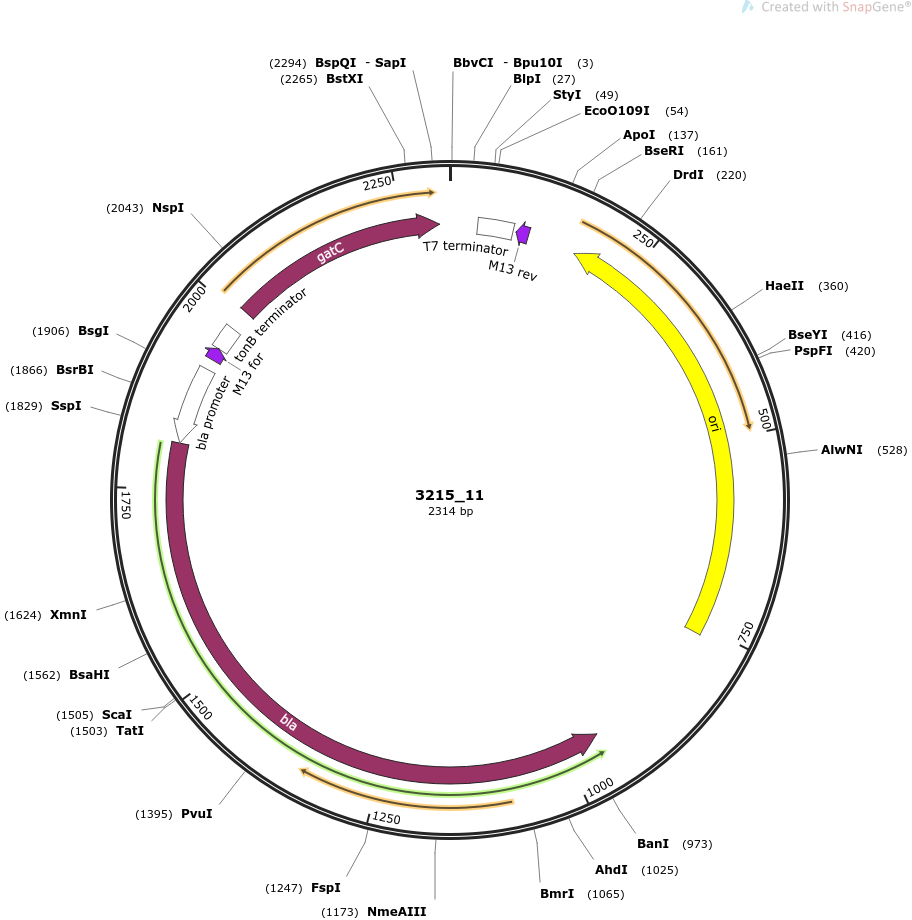 Created with SnapGene®
(2294) BspQI - SapI
BbvCI - Bpu10I (3)
(2265) BstXI
BlpI (27)
StyI (49)
EcoO109I (54)
ApoI (137)
BseRI (161)
DrdI (220)
(2043) NspI
HaeII (360)
BseYI (416)
PspFI (420)
(1906) BsgI
(1866) BsrBI
(1829) SspI
AlwNI (528)
(1624) XmnI
(1562) BsaHI
(1505) ScaI
(1503) TatI
(1395) PvuI
BanI (973)
AhdI (1025)
BmrI (1065)
(1247) FspI
(1173) NmeAIII
2250
250
2000
500
1750
750
1500
1000
1250
gatC
T7 terminator
M13 rev
tonB terminator
M13 for
bla promoter
ori
bla
3215_11
2314 bp